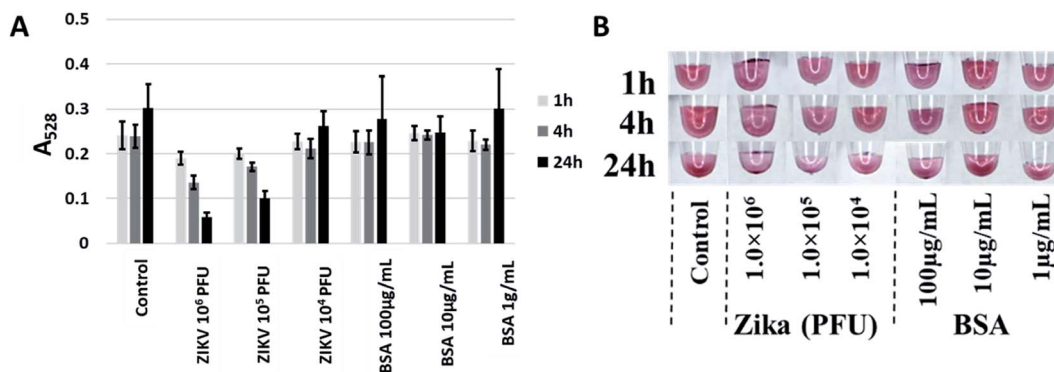 A
A528
0.5
0.4
0.3
0.2
0.1
0
Control
ZIKV 10⁶ PFU
ZIKV 10⁵ PFU
ZIKV 10⁴ PFU
BSA 100µg/mL
BSA 10µg/mL
BSA 1g/mL
1h
4h
24h
B
1h
4h
24h
Control
1.0×10⁶
1.0×10⁵
1.0×10⁴
100µg/mL
10µg/mL
1µg/mL
Zika (PFU)
BSA